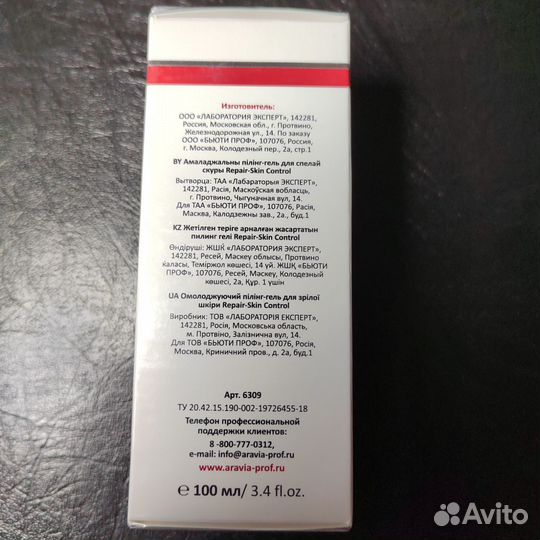 Изготовитель:
ООО «ЛАБОРАТОРИЯ ЭКСПЕРТ», 142281,
Россия, Московская обл., г. Протвино,
Железнодорожная ул., 14. По заказу
ООО «БЬЮТИ ПРОФ», 107076, Россия,
г. Москва, Колодезный пер., 2а, стр.1
BY Амаладжальны пілінг-гель для спелай
скуры Repair-Skin Control
Вытворца: ТАА «Лабараторыя ЭКСПЕРТ»,
142281, Расія, Маскоўская вобласць,
г. Протвино, Чыгуначная вул., 14.
Для ТАА «БЬЮТИ ПРОФ», 107076, Расія,
Масква, Калодзежны зав., 2а., буд.1
KZ Жетілген теріге арналған жасартатын
пилинг гелі Repair-Skin Control
Өндіруші: ЖШҚ «ЛАБОРАТОРИЯ ЭКСПЕРТ»,
142281, Ресей, Маскеу облысы, Протвино
қаласы, Теміржол көшесі, 14 үй. ЖШҚ «БЬЮТИ
ПРОФ», 107076, Ресей, Маскеу, Колодезный
көшесі, 2а, Құр. 1 үшін
UA Омолоджуючий пілінг-гель для зрілої
шкіри Repair-Skin Control
Виробник: ТОВ «ЛАБОРАТОРІЯ ЕКСПЕРТ»,
142281, Росія, Московська область,
м. Протвіно, Залізнична вул., 14.
Для ТОВ «БЬЮТИ ПРОФ», 107076, Росія,
Москва, Криничний пров., д. 2а, буд.1
Арт. 6309
ТУ 20.42.15.190-002-19726455-18
Телефон профессиональной
поддержки клиентов:
8 -800-777-0312,
e-mail: info@aravia-prof.ru
www.aravia-prof.ru
℮ 100 мл/ 3.4 fl.oz.
Avito